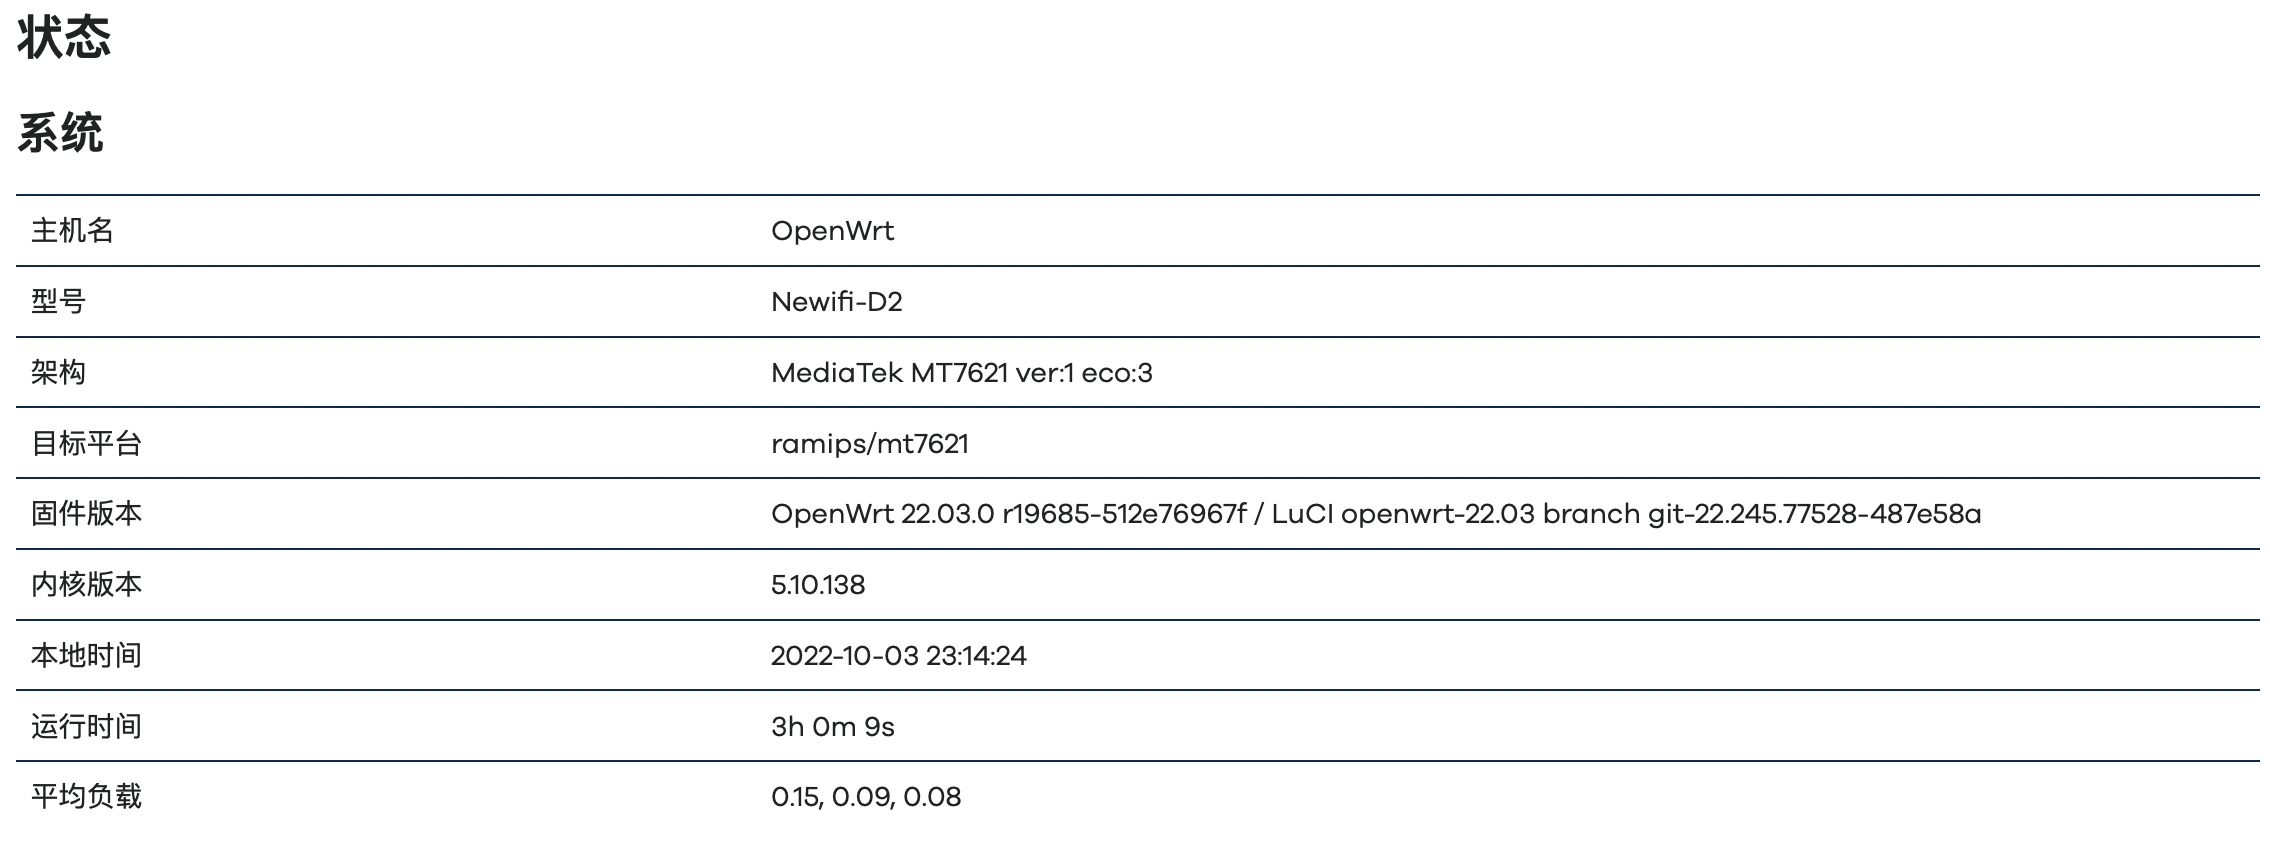 状态
系统
主机名 OpenWrt
型号 Newifi-D2
架构 MediaTek MT7621 ver:1 eco:3
目标平台 ramips/mt7621
固件版本 OpenWrt 22.03.0 r19685-512e76967f / LuCI openwrt-22.03 branch git-22.245.77528-487e58a
内核版本 5.10.138
本地时间 2022-10-03 23:14:24
运行时间 3h 0m 9s
平均负载 0.15, 0.09, 0.08